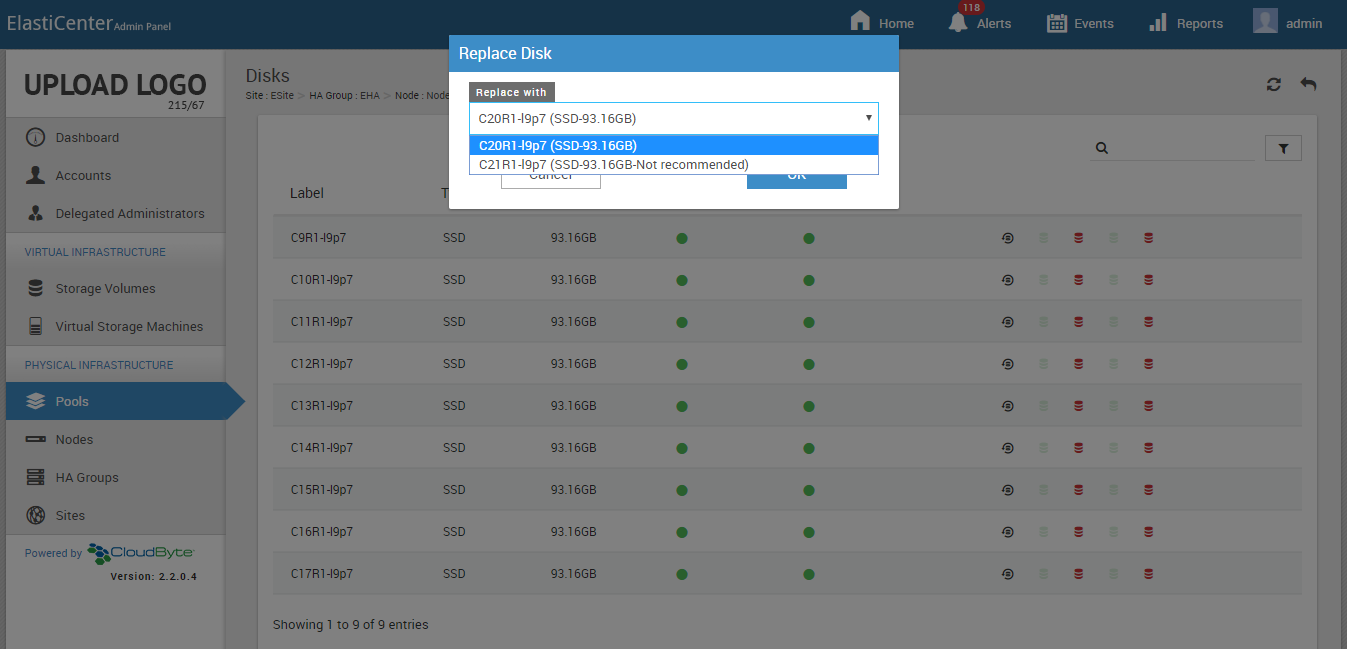 ElastiCenter Admin Panel
Home
118
Alerts
Events
Reports
admin
UPLOAD LOGO
215/67
Dashboard
Accounts
Delegated Administrators
VIRTUAL INFRASTRUCTURE
Storage Volumes
Virtual Storage Machines
PHYSICAL INFRASTRUCTURE
Pools
Nodes
HA Groups
Sites
Powered by CloudByte
Version: 2.2.0.4
Disks
Site : ESite > HA Group : EHA > Node : Node
Replace Disk
Replace with
C20R1-l9p7 (SSD-93.16GB)
C20R1-l9p7 (SSD-93.16GB)
C21R1-l9p7 (SSD-93.16GB-Not recommended)
Cancel OK
Label T
C9R1-l9p7 SSD 93.16GB
C10R1-l9p7 SSD 93.16GB
C11R1-l9p7 SSD 93.16GB
C12R1-l9p7 SSD 93.16GB
C13R1-l9p7 SSD 93.16GB
C14R1-l9p7 SSD 93.16GB
C15R1-l9p7 SSD 93.16GB
C16R1-l9p7 SSD 93.16GB
C17R1-l9p7 SSD 93.16GB
Showing 1 to 9 of 9 entries